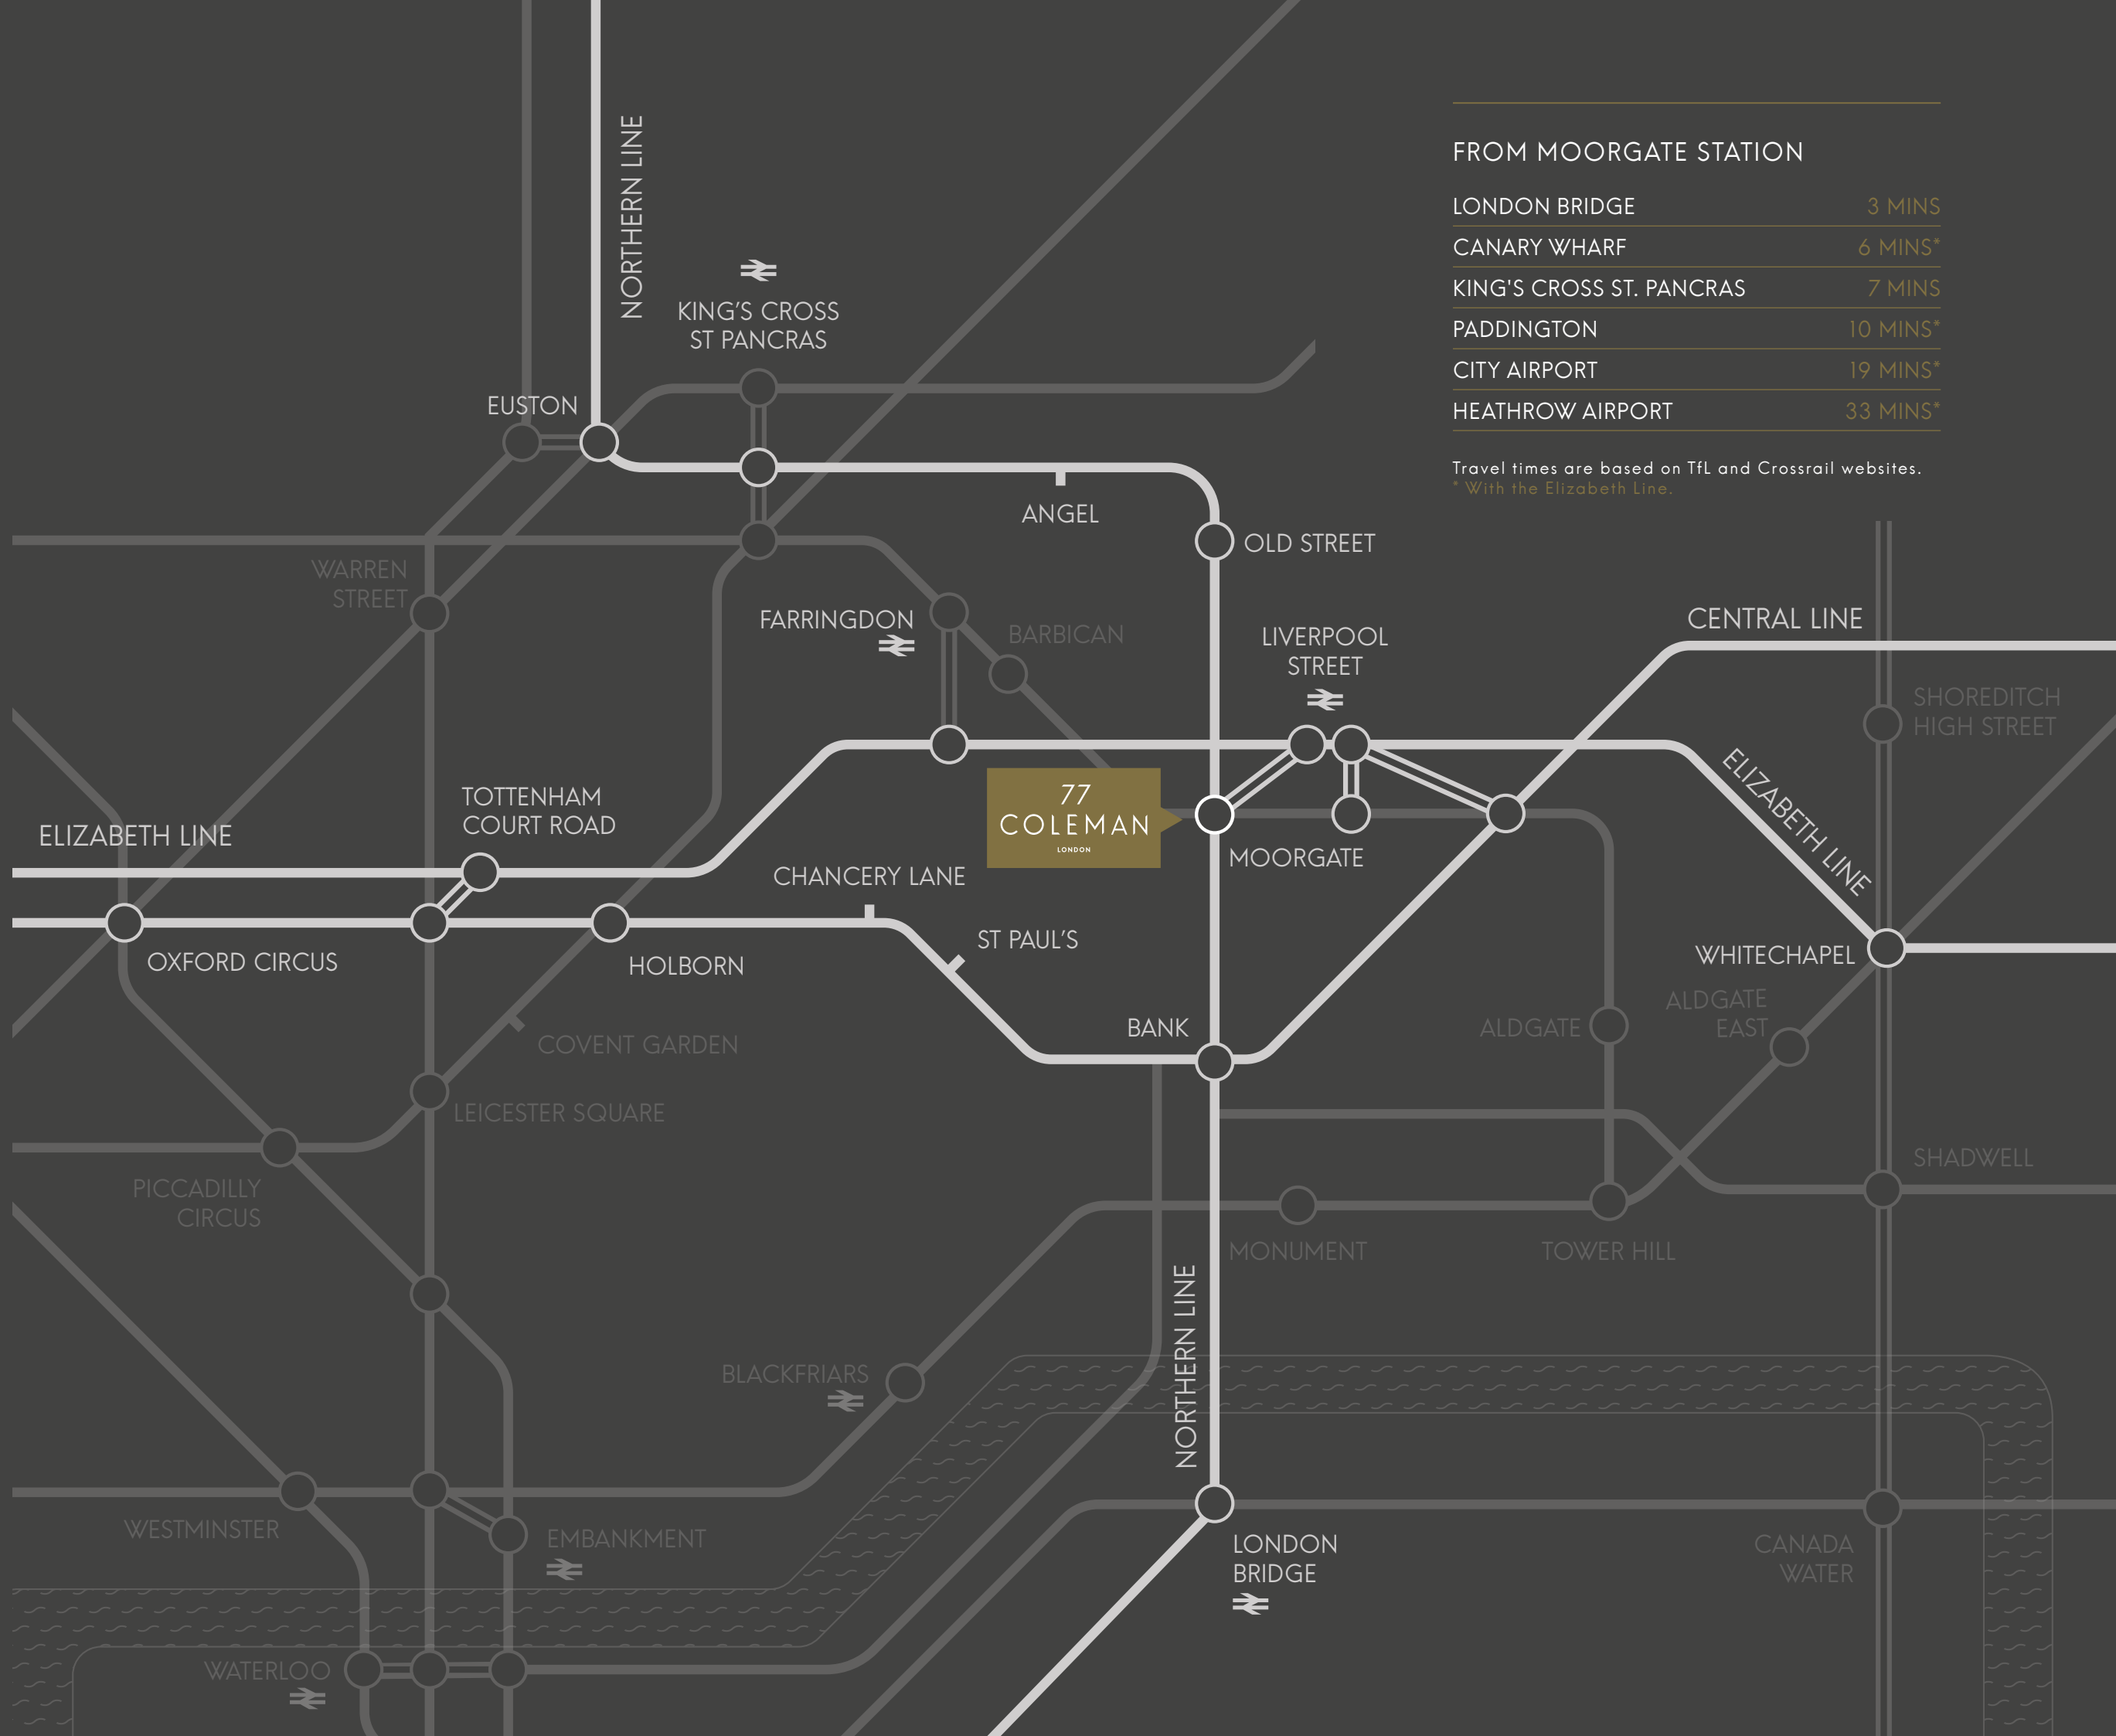 FROM MOORGATE STATION
LONDON BRIDGE 3 MINS
CANARY WHARF 6 MINS*
KING'S CROSS ST. PANCRAS 7 MINS
PADDINGTON 10 MINS*
CITY AIRPORT 19 MINS*
HEATHROW AIRPORT 33 MINS*
Travel times are based on TfL and Crossrail websites.
* With the Elizabeth Line.
NORTHERN LINE
KING'S CROSS
ST PANCRAS
EUSTON
ANGEL
OLD STREET
WARREN
STREET
FARRINGDON
BARBICAN
LIVERPOOL
STREET
CENTRAL LINE
SHOREDITCH
HIGH STREET
ELIZABETH LINE
TOTTENHAM
COURT ROAD
77
COLEMAN
LONDON
MOORGATE
ELIZABETH LINE
CHANCERY LANE
OXFORD CIRCUS
HOLBORN
ST PAUL'S
WHITECHAPEL
BANK
ALDGATE
ALDGATE
EAST
COVENT GARDEN
LEICESTER SQUARE
PICCADILLY
CIRCUS
SHADWELL
MONUMENT
TOWER HILL
NORTHERN LINE
BLACKFRIARS
WESTMINSTER
EMBANKMENT
LONDON
BRIDGE
CANADA
WATER
WATERLOO